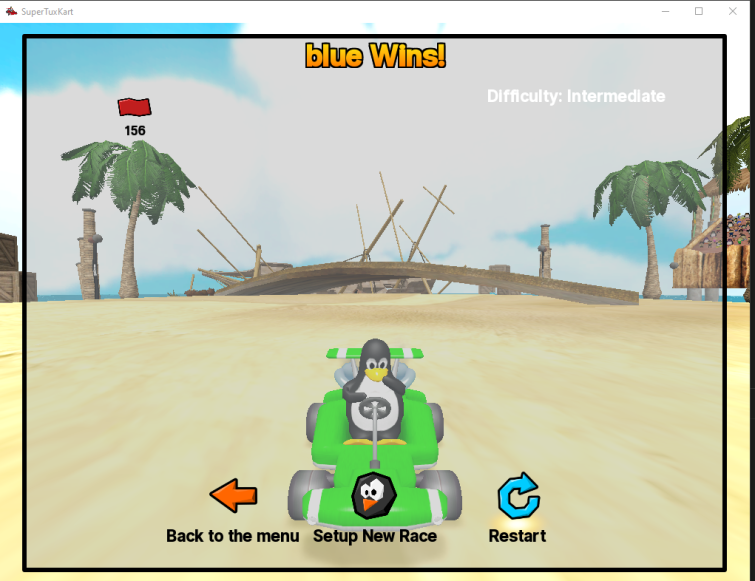 SuperTuxKart
blue Wins!
Difficulty: Intermediate
156
Back to the menu
Setup New Race
Restart